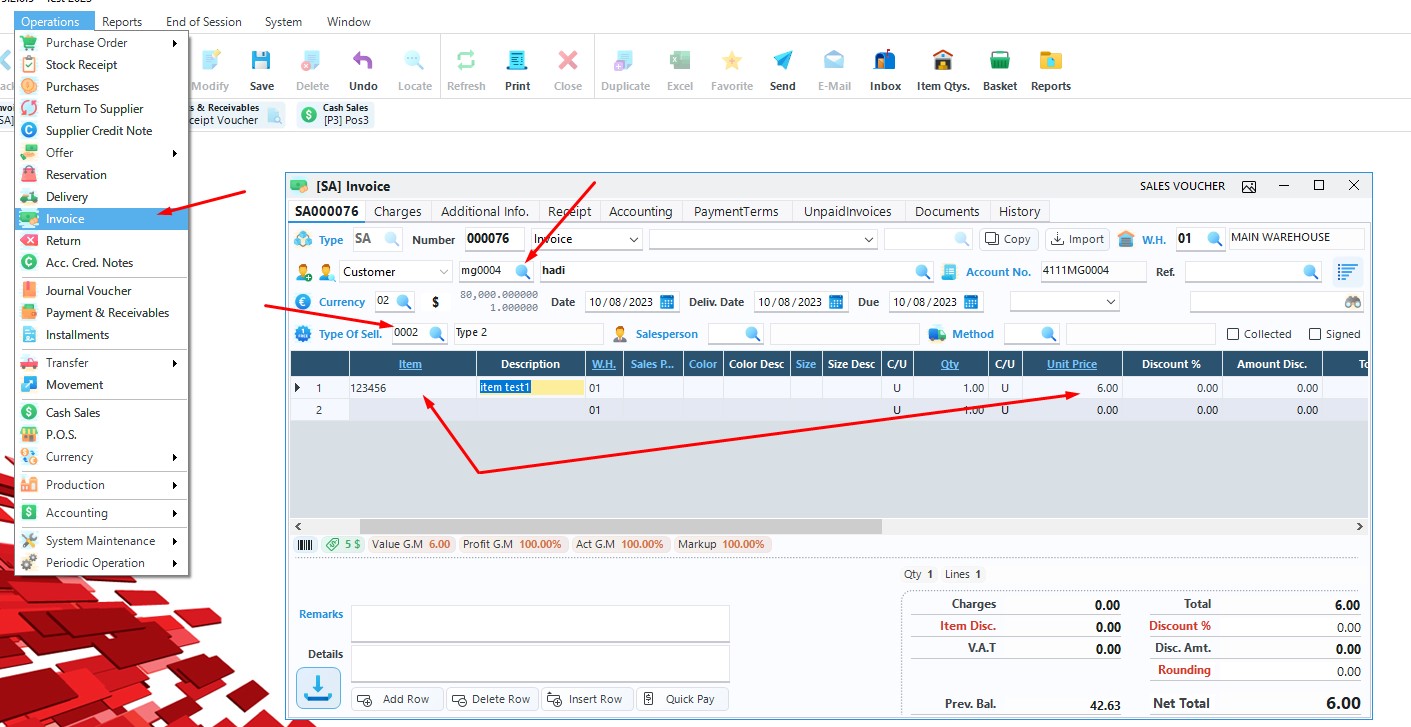 Operations Reports End of Session System Window
Modify Save Delete Undo Locate Refresh Print Close Duplicate Excel Favorite Send E-Mail Inbox Item Qtys. Basket Reports
s & Receivables
ceipt Voucher
Cash Sales
[P3] Pos3
Purchase Order
Stock Receipt
Purchases
Return To Supplier
Supplier Credit Note
Offer
Reservation
Delivery
Invoice
Return
Acc. Cred. Notes
Journal Voucher
Payment & Receivables
Installments
Transfer
Movement
Cash Sales
P.O.S.
Currency
Production
Accounting
System Maintenance
Periodic Operation
[SA] Invoice SALES VOUCHER
SA000076 Charges Additional Info. Receipt Accounting PaymentTerms UnpaidInvoices Documents History
Type SA Number 000076 Invoice Copy Import W.H. 01 MAIN WAREHOUSE
Customer mg0004 hadi Account No. 4111MG0004 Ref.
Currency 02 $ 80,000.000000 Date 10/08/2023 Deliv. Date 10/08/2023 Due 10/08/2023
1.000000
Type Of Sell. 0002 Type 2 Salesperson Method Collected Signed
Item Description W.H. Sales P... Color Color Desc Size Size Desc C/U Qty C/U Unit Price Discount % Amount Disc. To
1 123456 item test1 01 U 1.00 U 6.00 0.00 0.00
2 01 U 1.00 U 0.00 0.00 0.00
5 $ Value G.M 6.00 Profit G.M 100.00% Act G.M 100.00% Markup 100.00%
Qty 1 Lines 1
Remarks
Details
Add Row Delete Row Insert Row Quick Pay
Charges 0.00 Total 6.00
Item Disc. 0.00 Discount % 0.00
V.A.T 0.00 Disc. Amt. 0.00
Rounding 0.00
Prev. Bal. 42.63 Net Total 6.00